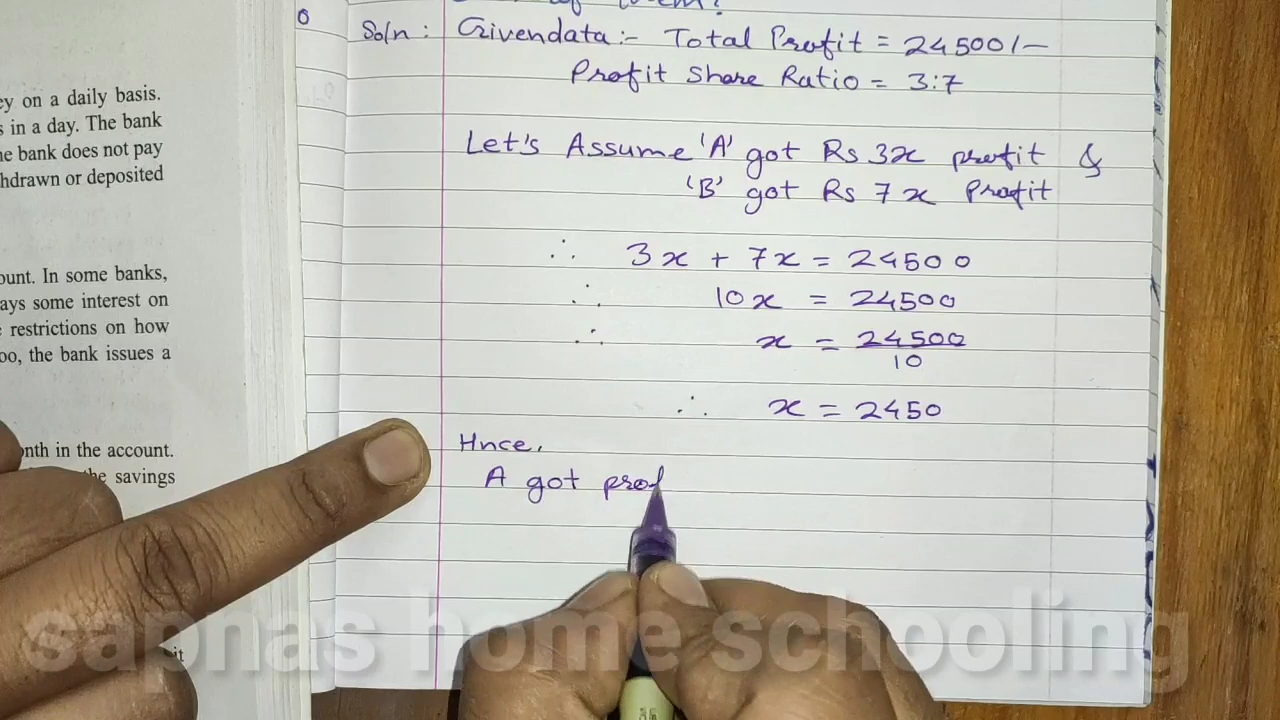 ey on a daily basis.
s in a day. The bank
he bank does not pay
hdrawn or deposited
ount. In some banks,
ays some interest on
e restrictions on how
oo, the bank issues a
onth in the account.
the savings
it
o
them?
Soln: Givendata:- Total Profit = 24500/-
Profit Share Ratio = 3:7
Let's Assume 'A' got Rs 3x profit &
'B' got Rs 7x Profit
∴ 3x + 7x = 24500
∴ 10x = 24500
∴ x = 24500
10
∴ x = 2450
Hnce,
A got prof
sapnas home schooling